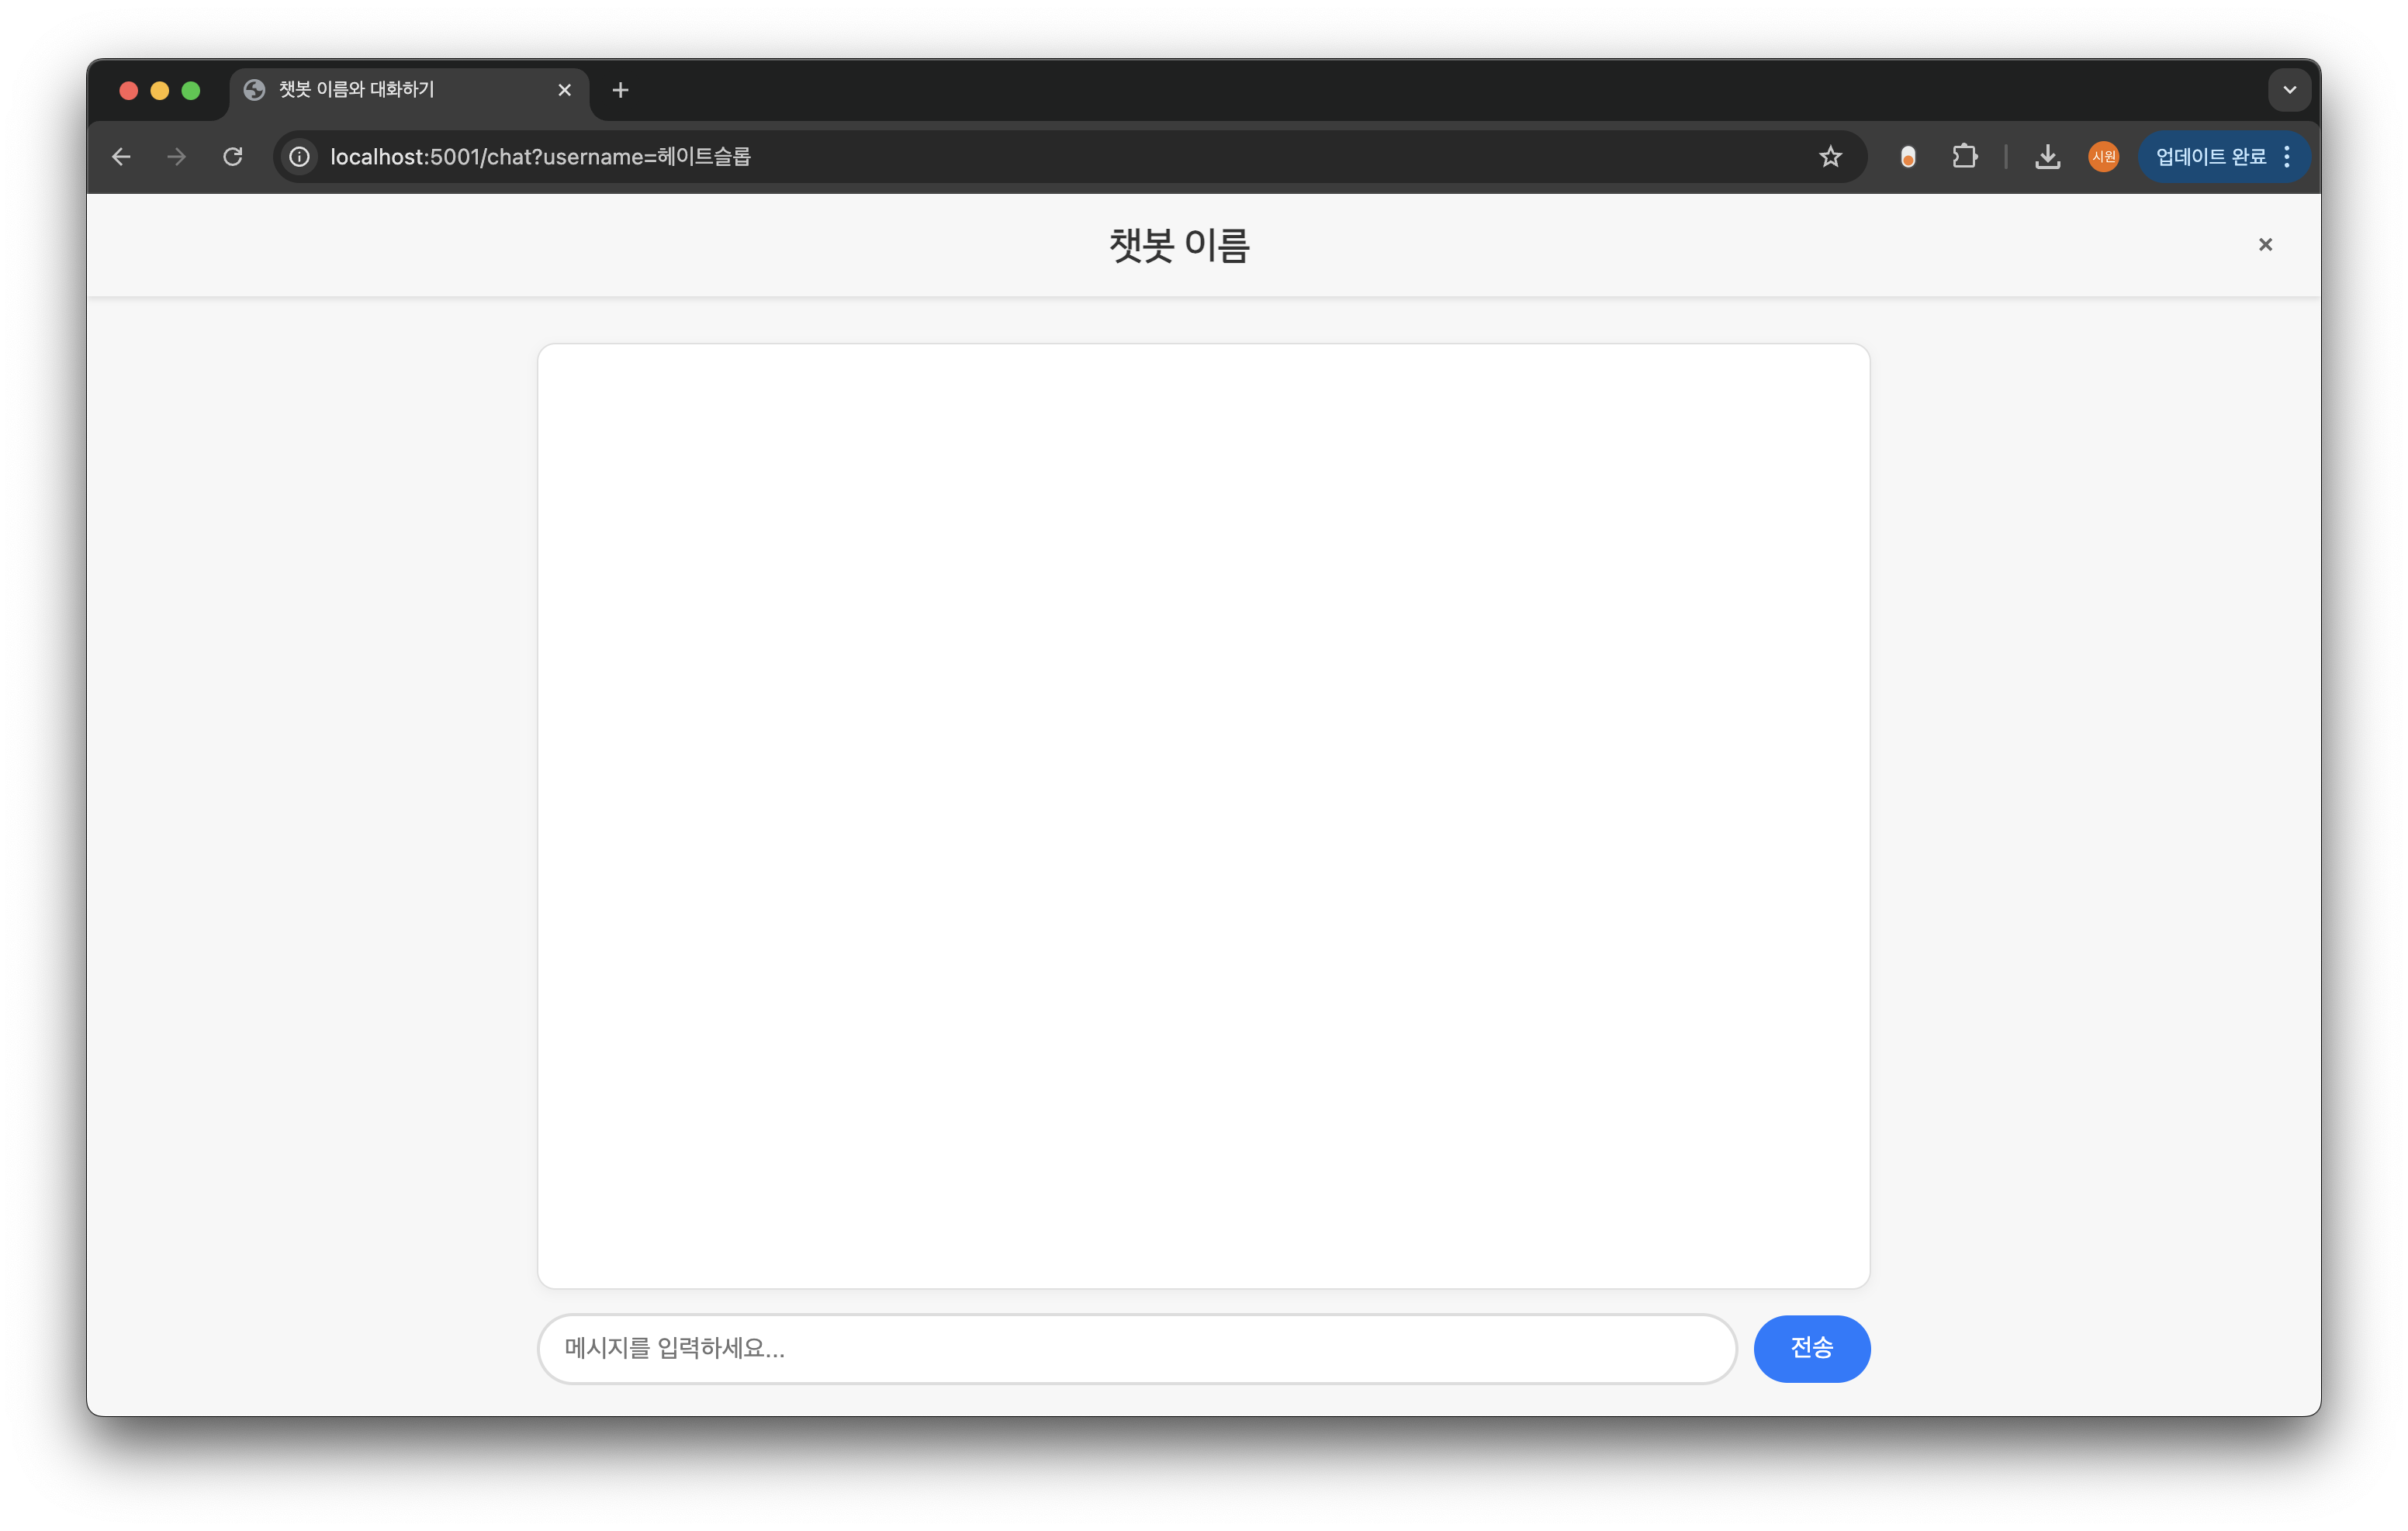 챗봇 이름와 대화하기
localhost:5001/chat?username=헤이트슬롭
시원
업데이트 완료
챗봇 이름
메시지를 입력하세요...
전송